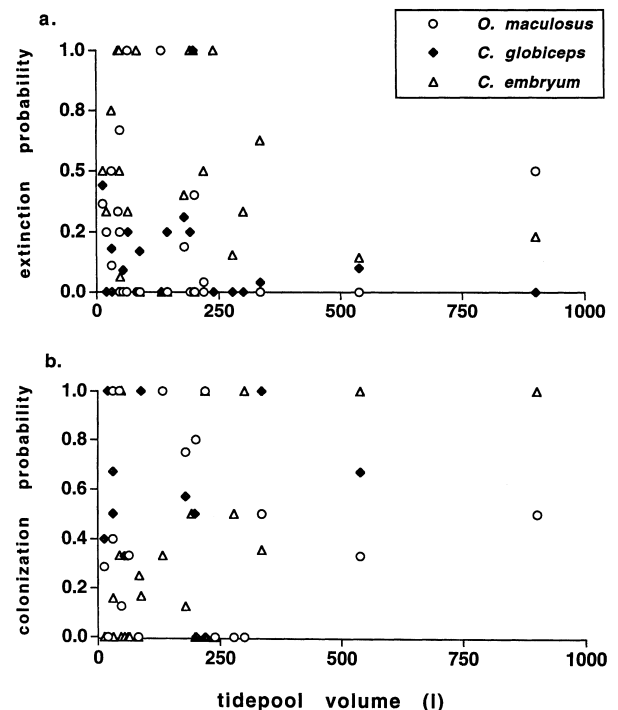 a.
O. maculosus
C. globiceps
C. embryum
extinction probability
1.0
0.8
0.5
0.2
0.0
0 250 500 750 1000
b.
colonization probability
1.0
0.8
0.6
0.4
0.2
0.0
0 250 500 750 1000
tidepool volume (l)